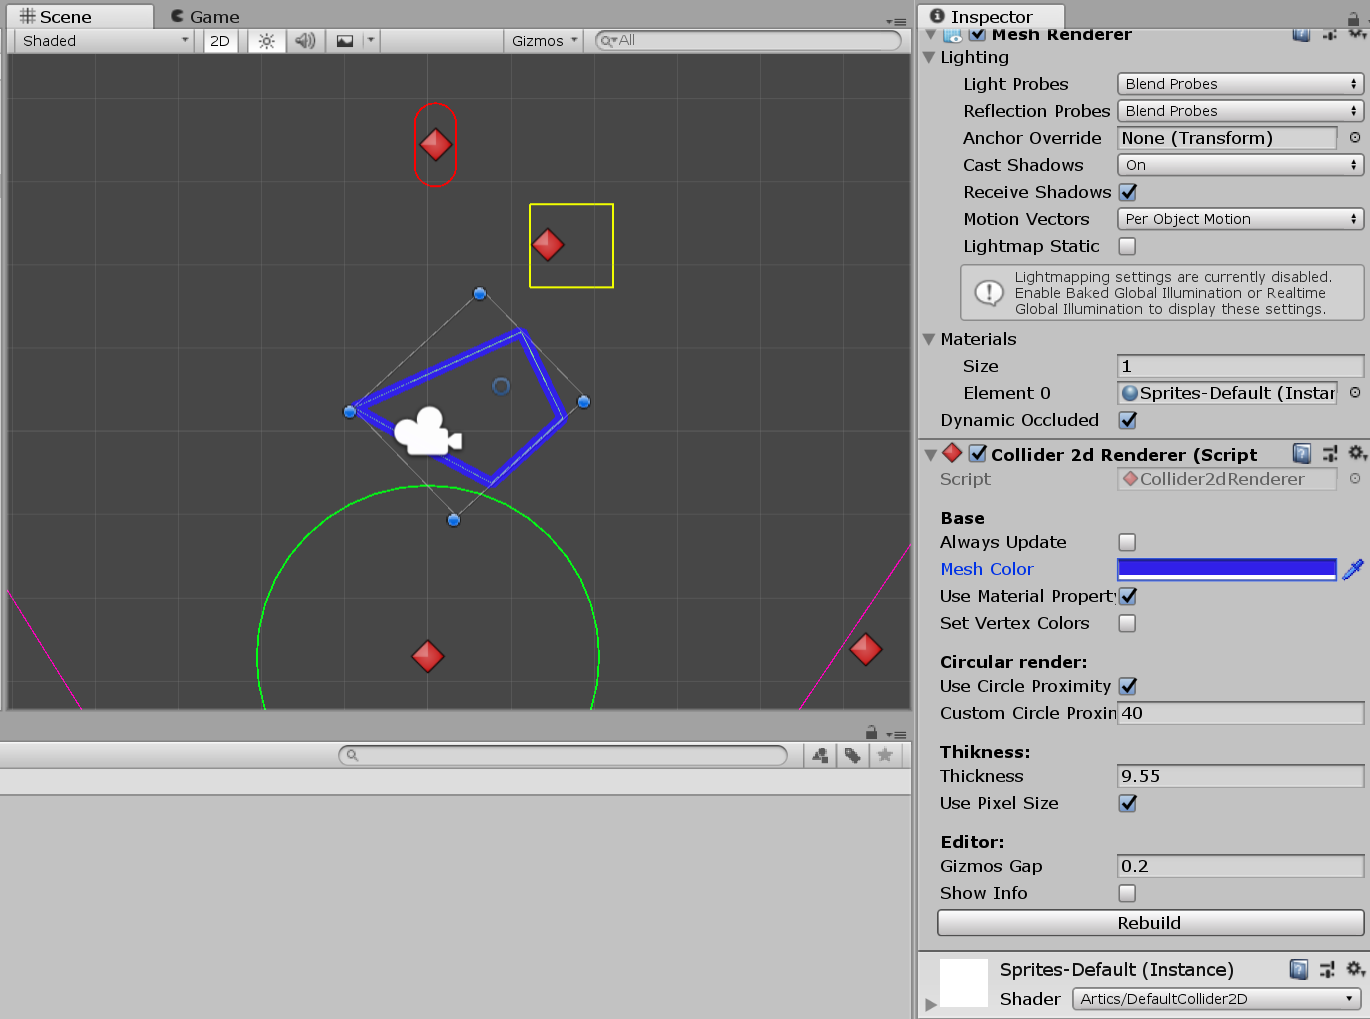 Scene
Game
Shaded
2D
Gizmos
All
Inspector
Mesh Renderer
Lighting
Light Probes
Blend Probes
Reflection Probes
Blend Probes
Anchor Override
None (Transform)
Cast Shadows
On
Receive Shadows
Motion Vectors
Per Object Motion
Lightmap Static
Lightmapping settings are currently disabled.
Enable Baked Global Illumination or Realtime
Global Illumination to display these settings.
Materials
Size
1
Element 0
Sprites-Default (Instar
Dynamic Occluded
Collider 2d Renderer (Script
Script
Collider2dRenderer
Base
Always Update
Mesh Color
Use Material Property
Set Vertex Colors
Circular render:
Use Circle Proximity
Custom Circle Proxin
40
Thikness:
Thickness
9.55
Use Pixel Size
Editor:
Gizmos Gap
0.2
Show Info
Rebuild
Sprites-Default (Instance)
Shader
Artics/DefaultCollider2D